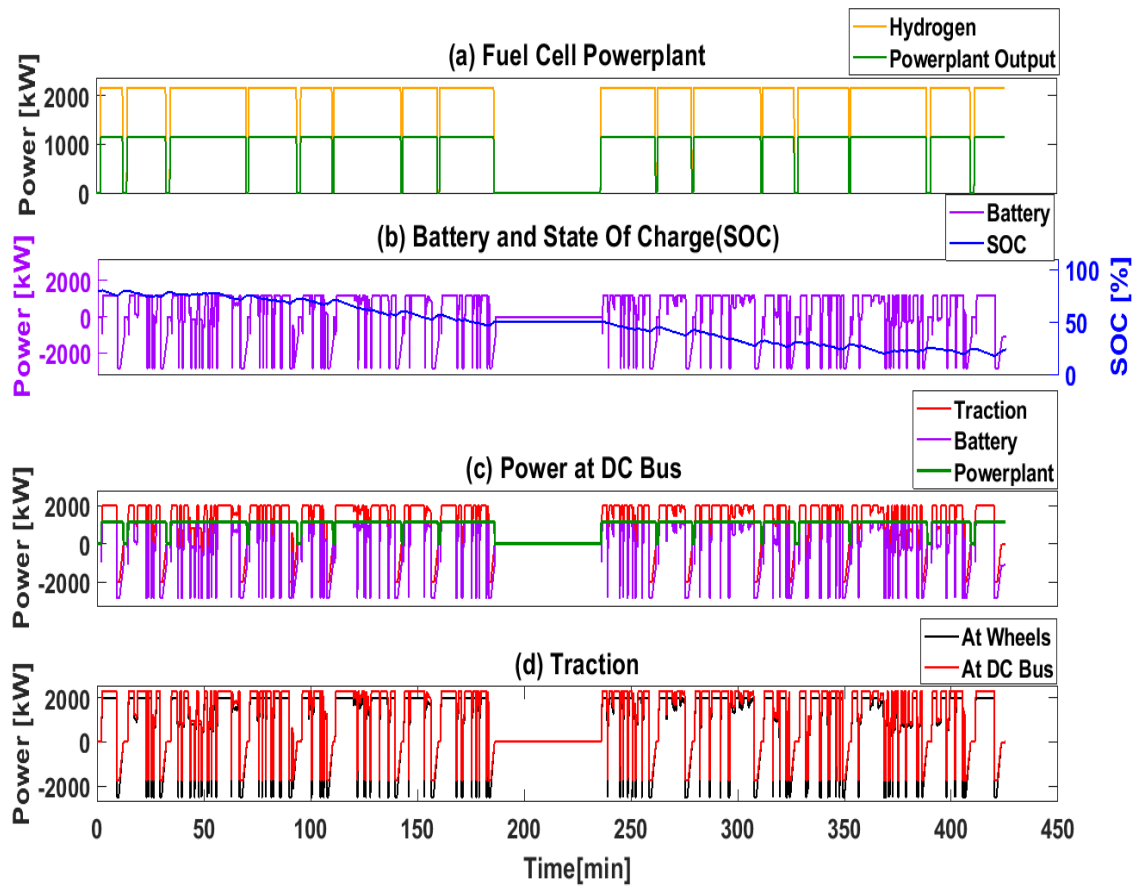 Hydrogen
Powerplant Output
(a) Fuel Cell Powerplant
Power [kW]
2000
1000
0
Battery
SOC
(b) Battery and State Of Charge(SOC)
Power [kW]
2000
0
-2000
100
50
0
SOC [%]
Traction
Battery
Powerplant
(c) Power at DC Bus
Power [kW]
2000
0
-2000
At Wheels
At DC Bus
(d) Traction
Power [kW]
2000
0
-2000
0 50 100 150 200 250 300 350 400 450
Time[min]